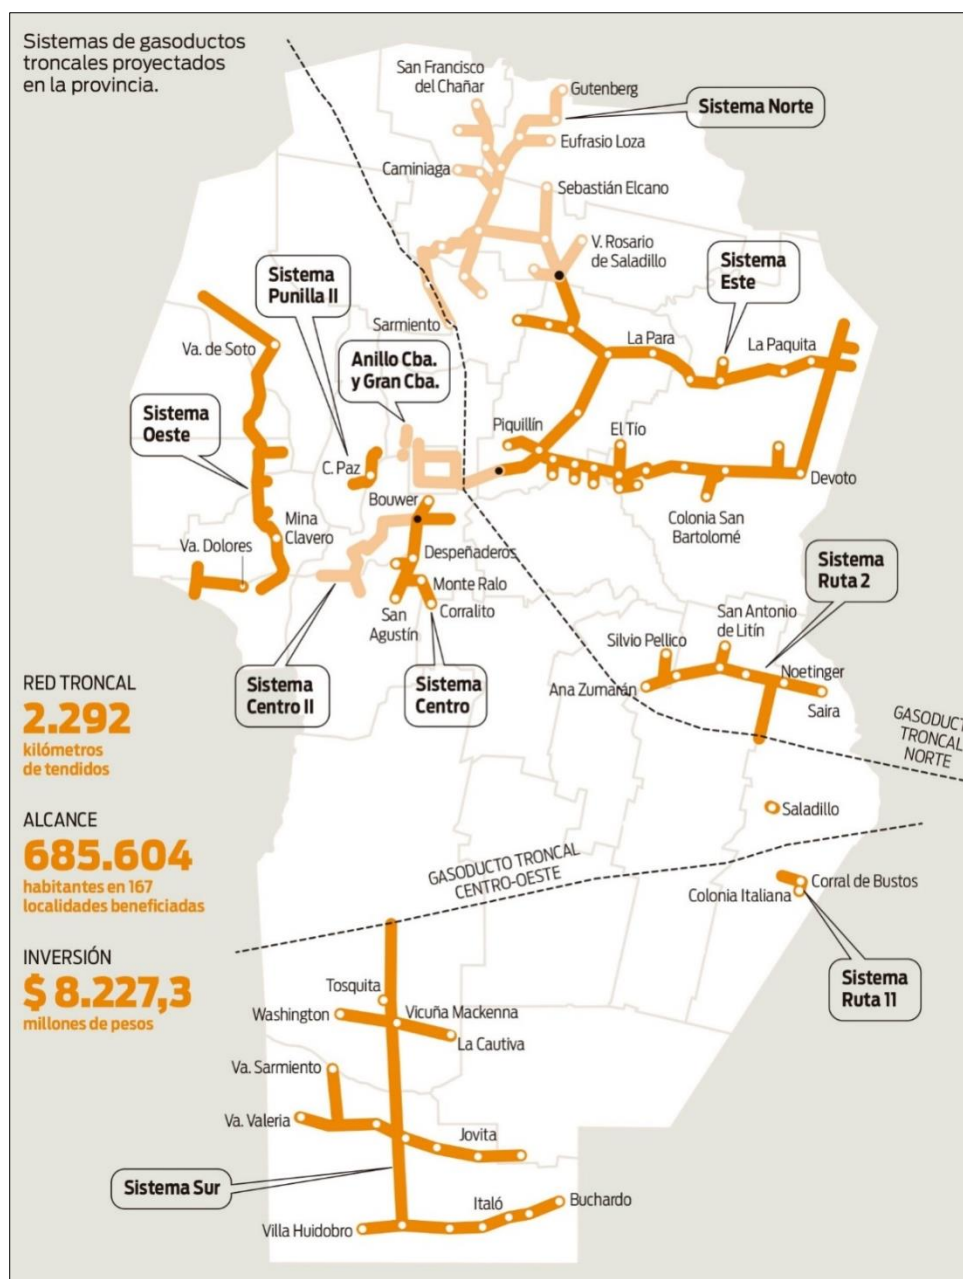 Sistemas de gasoductos
troncales proyectados
en la provincia.
San Francisco
del Chañar
Gutenberg
Sistema Norte
Eufrasio Loza
Caminiaga
Sebastián Elcano
V. Rosario
de Saladillo
Sistema
Este
Sistema
Punilla II
Sarmiento
La Para
La Paquita
Va. de Soto
Anillo Cba.
y Gran Cba.
Sistema
Oeste
Piquillín
El Tío
C. Paz
Devoto
Bouwer
Mina
Clavero
Colonia San
Bartolomé
Va. Dolores
Despeñaderos
Sistema
Ruta 2
Monte Ralo
San
Agustín
Corralito
San Antonio
de Litín
Silvio Pellico
Noetinger
Sistema
Centro II
Sistema
Centro
Ana Zumarán
Saira
RED TRONCAL
2.292
kilómetros
de tendidos
GASODUCT
TRONCAL
NORTE
Saladillo
ALCANCE
685.604
habitantes en 167
localidades beneficiadas
GASODUCTO TRONCAL
CENTRO-OESTE
Corral de Bustos
Colonia Italiana
INVERSIÓN
$ 8.227,3
millones de pesos
Sistema
Ruta 11
Tosquita
Washington
Vicuña Mackenna
La Cautiva
Va. Sarmiento
Va. Valeria
Jovita
Sistema Sur
Italó
Buchardo
Villa Huidobro